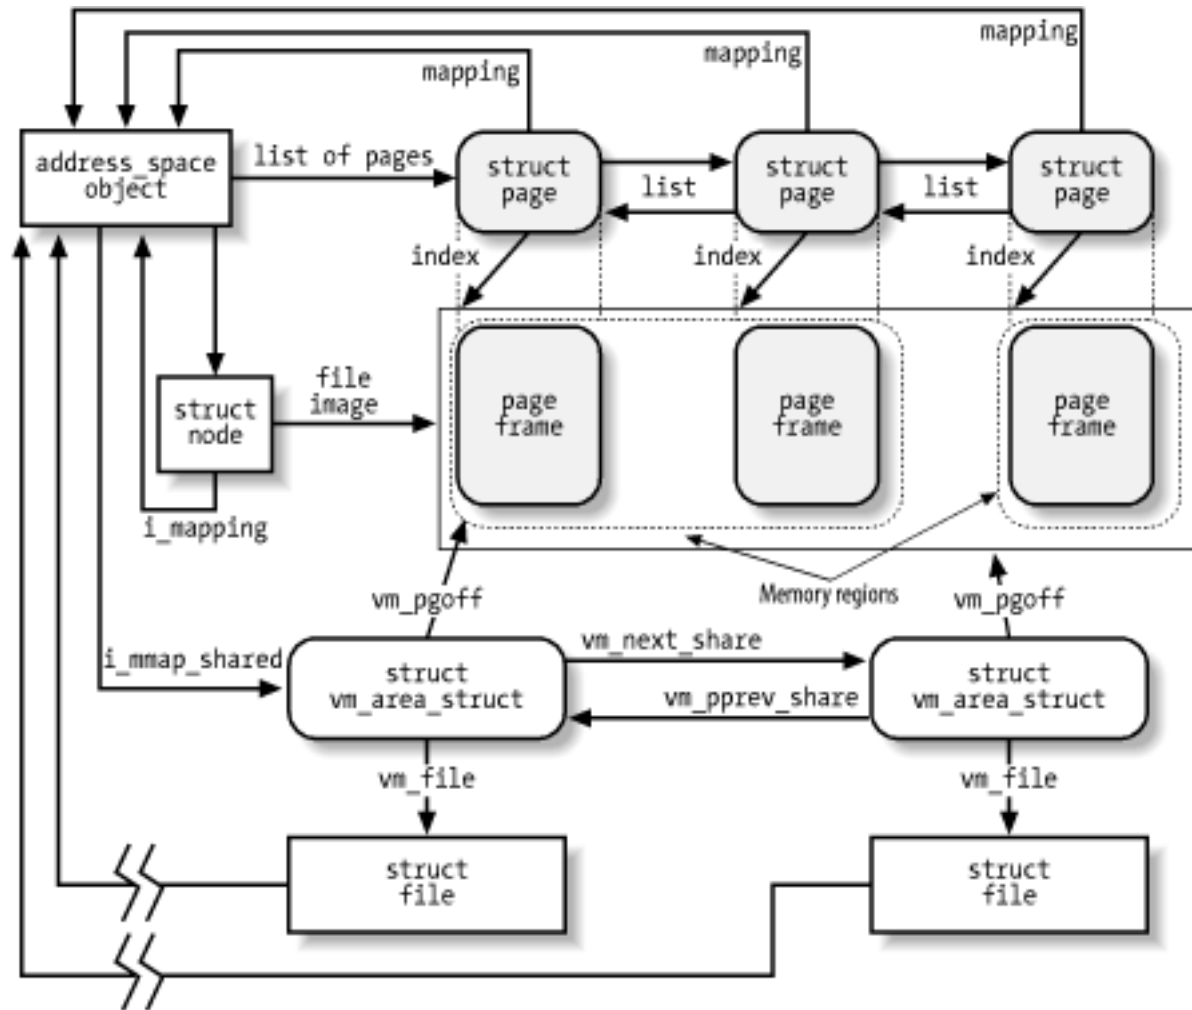 mapping
mapping
mapping
address_space
object
list of pages
struct
page
list
struct
page
list
struct
page
index
index
index
struct
node
file
image
page
frame
page
frame
page
frame
i_mapping
Memory regions
vm_pgoff
vm_pgoff
i_mmap_shared
struct
vm_area_struct
vm_next_share
vm_pprev_share
struct
vm_area_struct
vm_file
vm_file
struct
file
struct
file